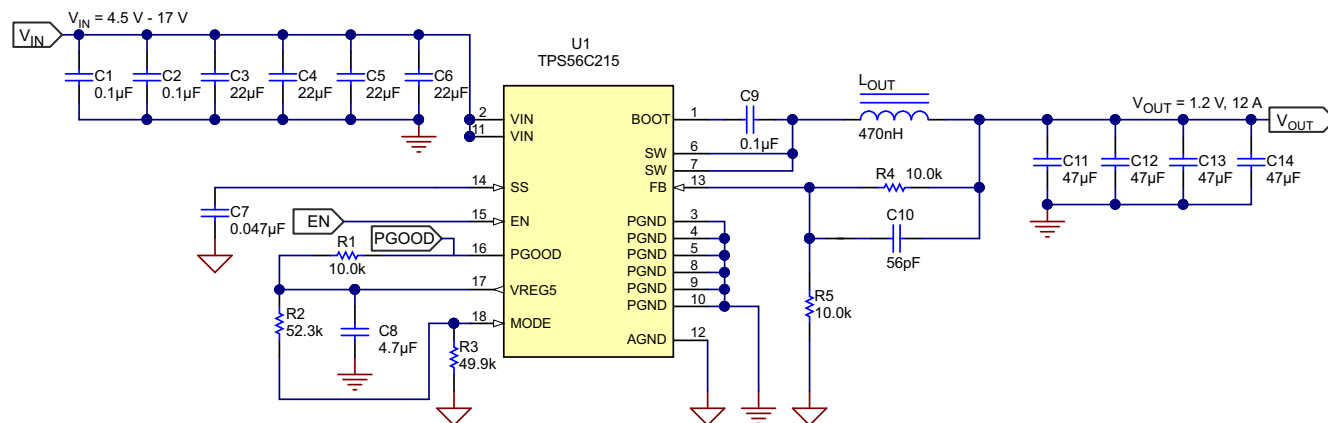 V_IN
V_IN = 4.5 V - 17 V
C1
0.1µF
C2
0.1µF
C3
22µF
C4
22µF
C5
22µF
C6
22µF
U1
TPS56C215
2 VIN
11 VIN
14 SS
15 EN
16 PGOOD
17 VREG5
18 MODE
BOOT 1
SW 6
SW 7
FB 13
PGND 3
PGND 4
PGND 5
PGND 8
PGND 9
PGND 10
AGND 12
C7
0.047µF
EN
PGOOD
R1
10.0k
R2
52.3k
C8
4.7µF
R3
49.9k
C9
0.1µF
L_OUT
470nH
R4 10.0k
C10
56pF
R5
10.0k
V_OUT = 1.2 V, 12 A
V_OUT
C11
47µF
C12
47µF
C13
47µF
C14
47µF